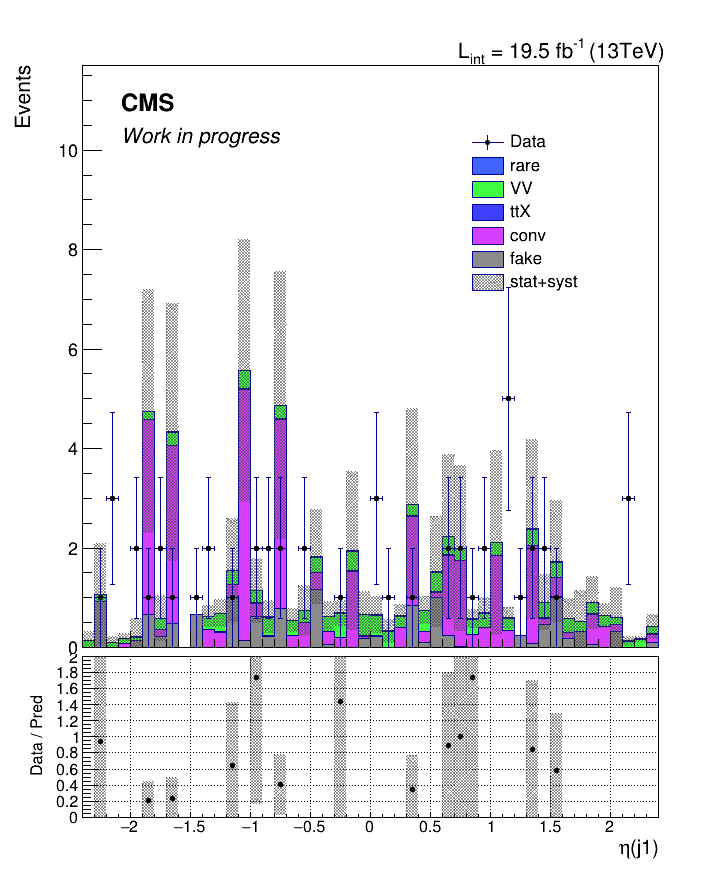 L_int = 19.5 fb^-1 (13TeV)
Events
CMS
Work in progress
Data
rare
VV
ttX
conv
fake
stat+syst
10
8
6
4
2
0
Data / Pred
2
1.8
1.6
1.4
1.2
1
0.8
0.6
0.4
0.2
0
−2 −1.5 −1 −0.5 0 0.5 1 1.5 2
η(j1)